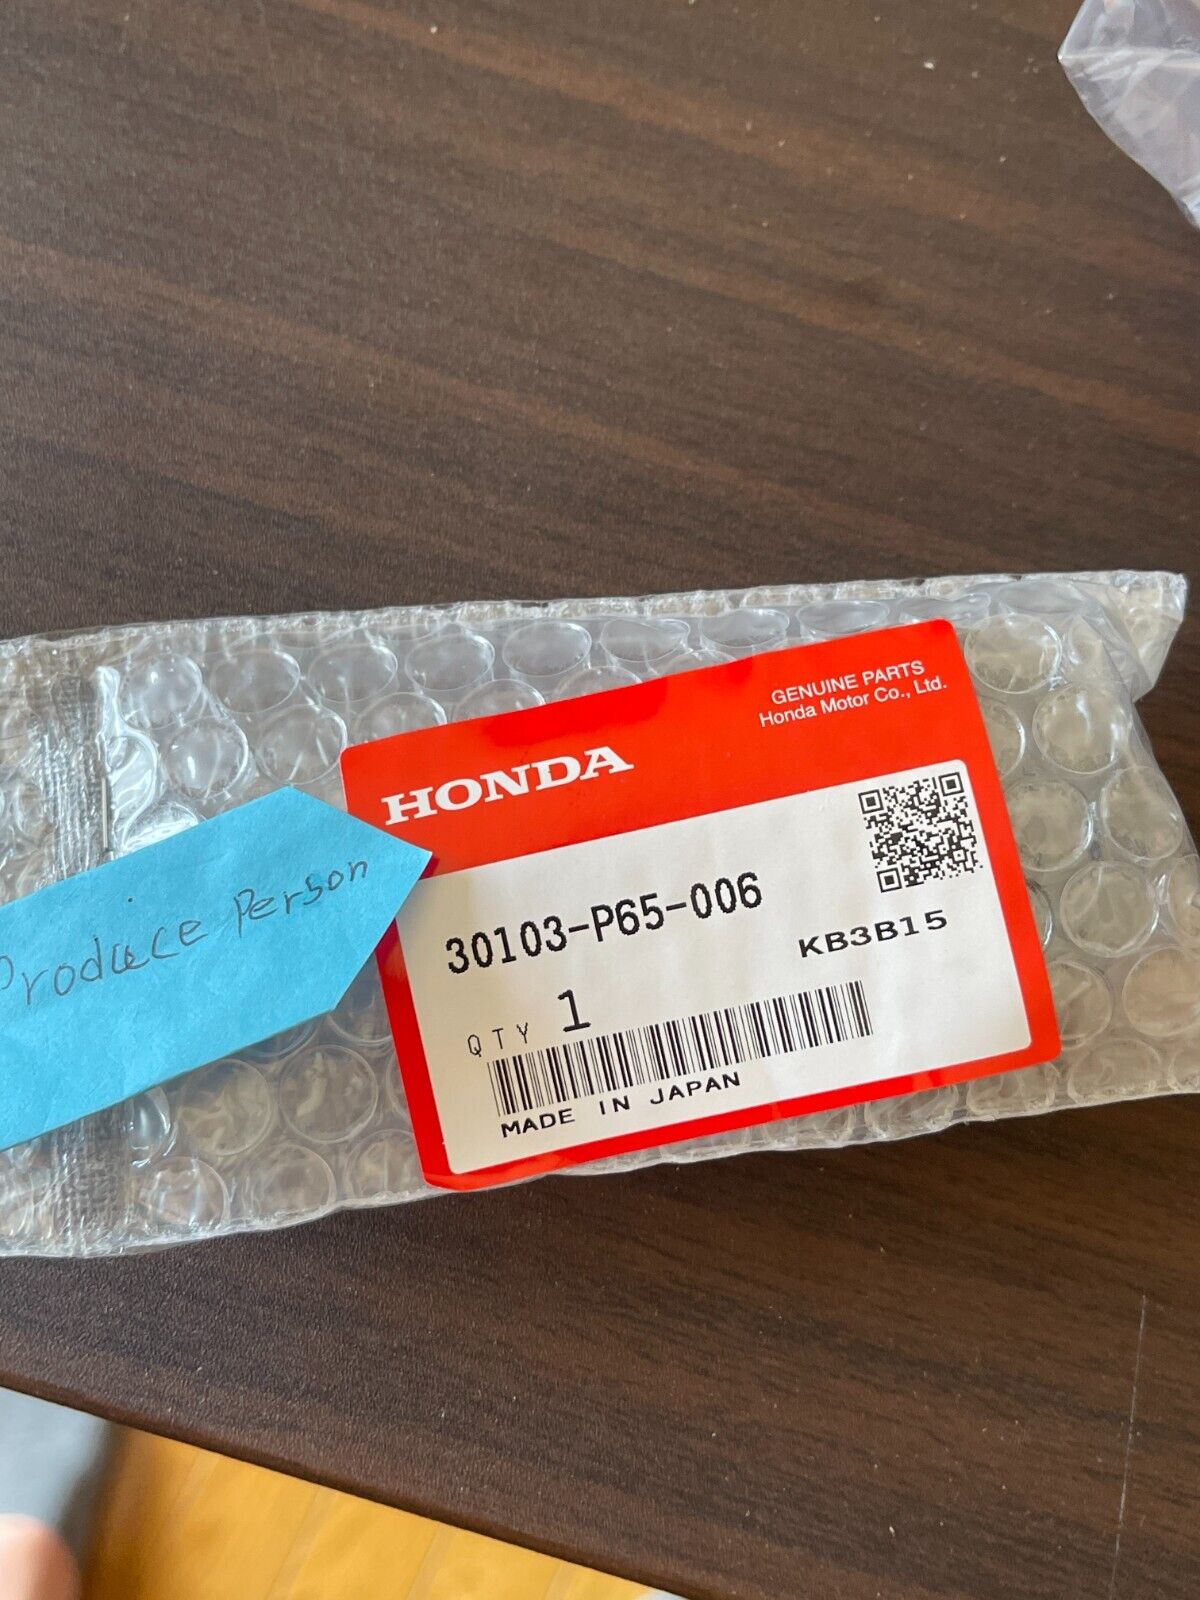 GENUINE PARTS
Honda Motor Co., Ltd.
HONDA
30103-P65-006
KB3B15
QTY 1
MADE IN JAPAN
Produce Person